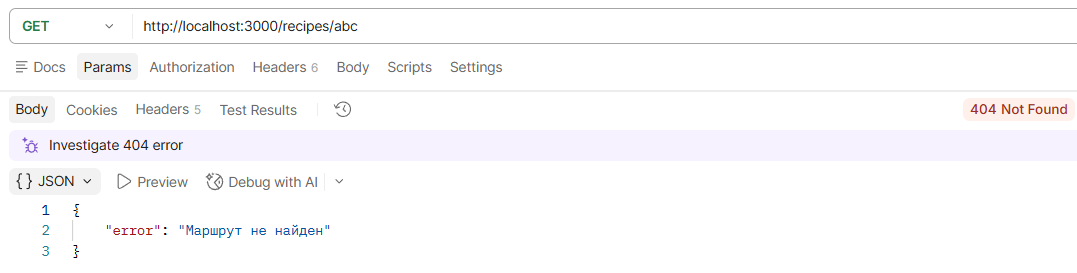 GET http://localhost:3000/recipes/abc
Docs Params Authorization Headers 6 Body Scripts Settings
Body Cookies Headers 5 Test Results 404 Not Found
Investigate 404 error
{} JSON Preview Debug with AI
1 {
2 "error": "Маршрут не найден"
3 }